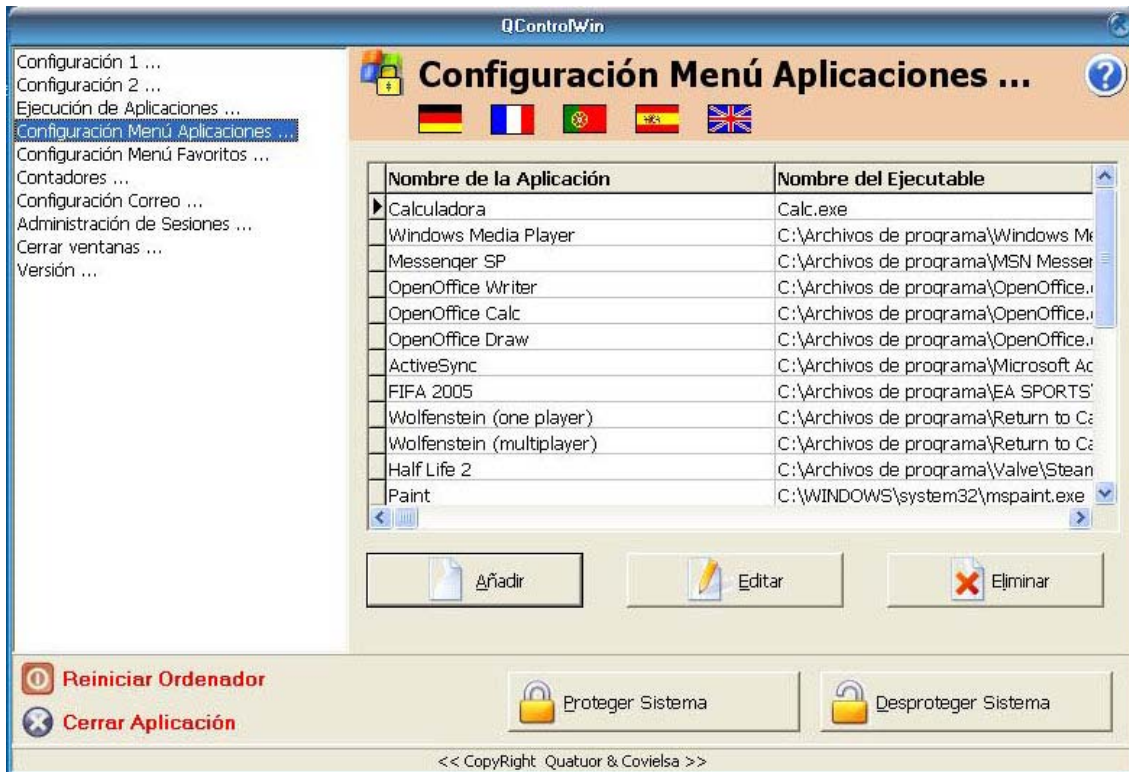 QControlWin
Configuración 1 ...
Configuración 2 ...
Ejecución de Aplicaciones ...
Configuración Menú Aplicaciones ...
Configuración Menú Favoritos ...
Contadores ...
Configuración Correo ...
Administración de Sesiones ...
Cerrar ventanas ...
Versión ...
Configuración Menú Aplicaciones ...
Nombre de la Aplicación Nombre del Ejecutable
Calculadora Calc.exe
Windows Media Player C:\Archivos de programa\Windows Me
Messenger SP C:\Archivos de programa\MSN Messer
OpenOffice Writer C:\Archivos de programa\OpenOffice.
OpenOffice Calc C:\Archivos de programa\OpenOffice.
OpenOffice Draw C:\Archivos de programa\OpenOffice.
ActiveSync C:\Archivos de programa\Microsoft Ac
FIFA 2005 C:\Archivos de programa\EA SPORTS
Wolfenstein (one player) C:\Archivos de programa\Return to Ca
Wolfenstein (multiplayer) C:\Archivos de programa\Return to Ca
Half Life 2 C:\Archivos de programa\Valve\Stean
Paint C:\WINDOWS\system32\mspaint.exe
Añadir Editar Eliminar
Reiniciar Ordenador
Cerrar Aplicación
Proteger Sistema Desproteger Sistema
<< CopyRight Quatuor & Covielsa >>